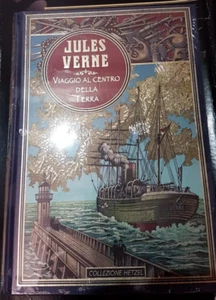 JULES
VERNE
VIAGGIO AL CENTRO
DELLA
TERRA
COLLEZIONE HETZEL